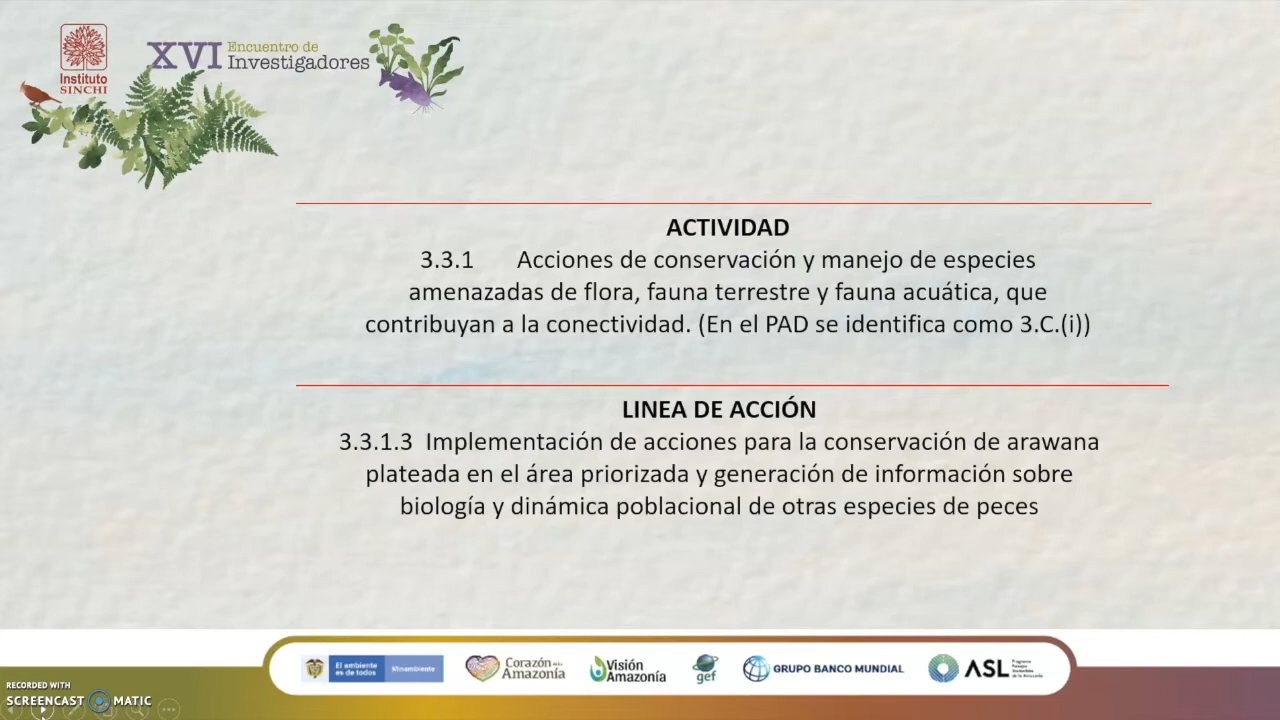 Instituto
SINCHI
XVI Encuentro de
Investigadores
ACTIVIDAD
3.3.1 Acciones de conservación y manejo de especies
amenazadas de flora, fauna terrestre y fauna acuática, que
contribuyan a la conectividad. (En el PAD se identifica como 3.C.(i))
LINEA DE ACCIÓN
3.3.1.3 Implementación de acciones para la conservación de arawana
plateada en el área priorizada y generación de información sobre
biología y dinámica poblacional de otras especies de peces
El ambiente
es de todos
Minambiente
Corazón de la
Amazonía
Visión
Amazonía
gef
GRUPO BANCO MUNDIAL
ASL
RECORDED WITH
SCREENCAST MATIC